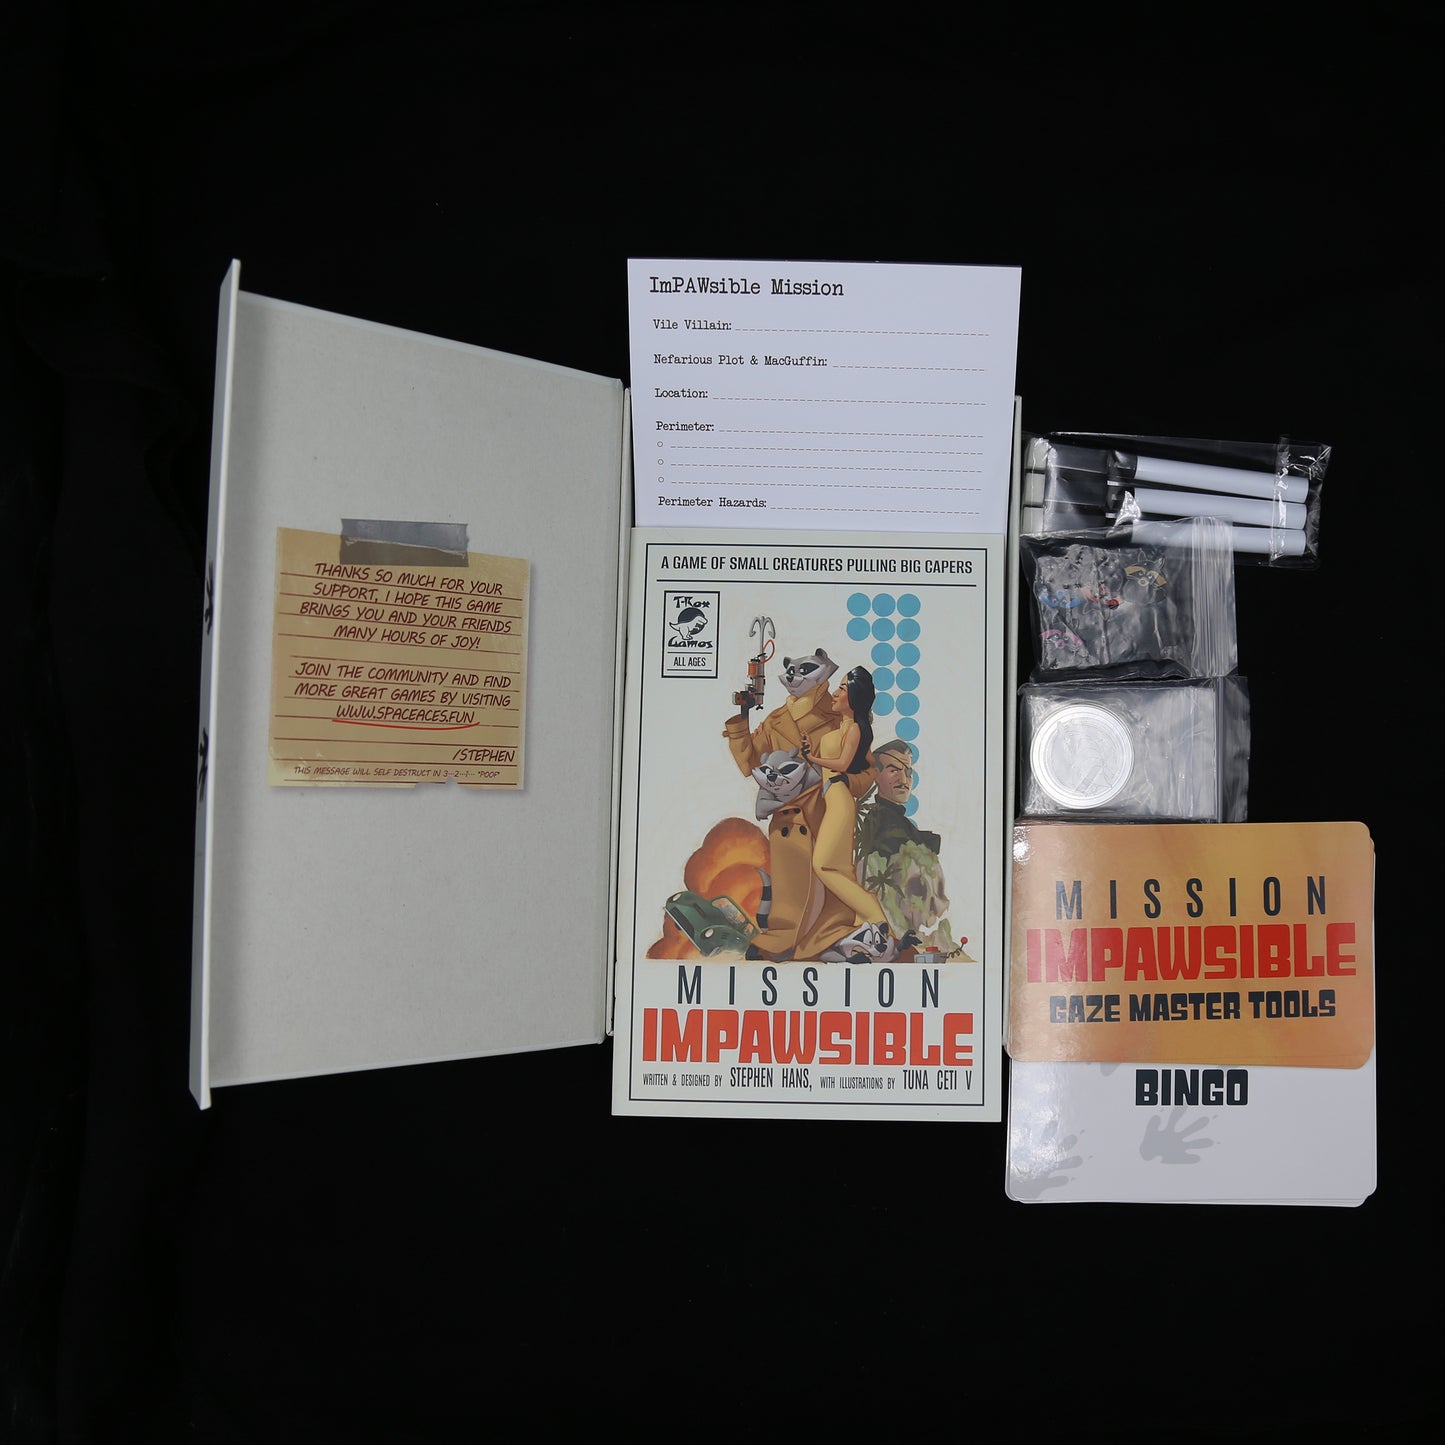 THANKS SO MUCH FOR YOUR
SUPPORT, I HOPE THIS GAME
BRINGS YOU AND YOUR FRIENDS
MANY HOURS OF JOY!
JOIN THE COMMUNITY AND FIND
MORE GREAT GAMES BY VISITING
WWW.SPACEACES.FUN
/STEPHEN
THIS MESSAGE WILL SELF DESTRUCT IN 3...2...1... *POOF*
ImPAWsible Mission
Vile Villain:
Nefarious Plot & MacGuffin:
Location:
Perimeter:
Perimeter Hazards:
A GAME OF SMALL CREATURES PULLING BIG CAPERS
T-Rex
Games
ALL AGES
MISSION
IMPAWSIBLE
WRITTEN & DESIGNED BY STEPHEN HANS, WITH ILLUSTRATIONS BY TUNA CETI V
MISSION
IMPAWSIBLE
GAZE MASTER TOOLS
BINGO